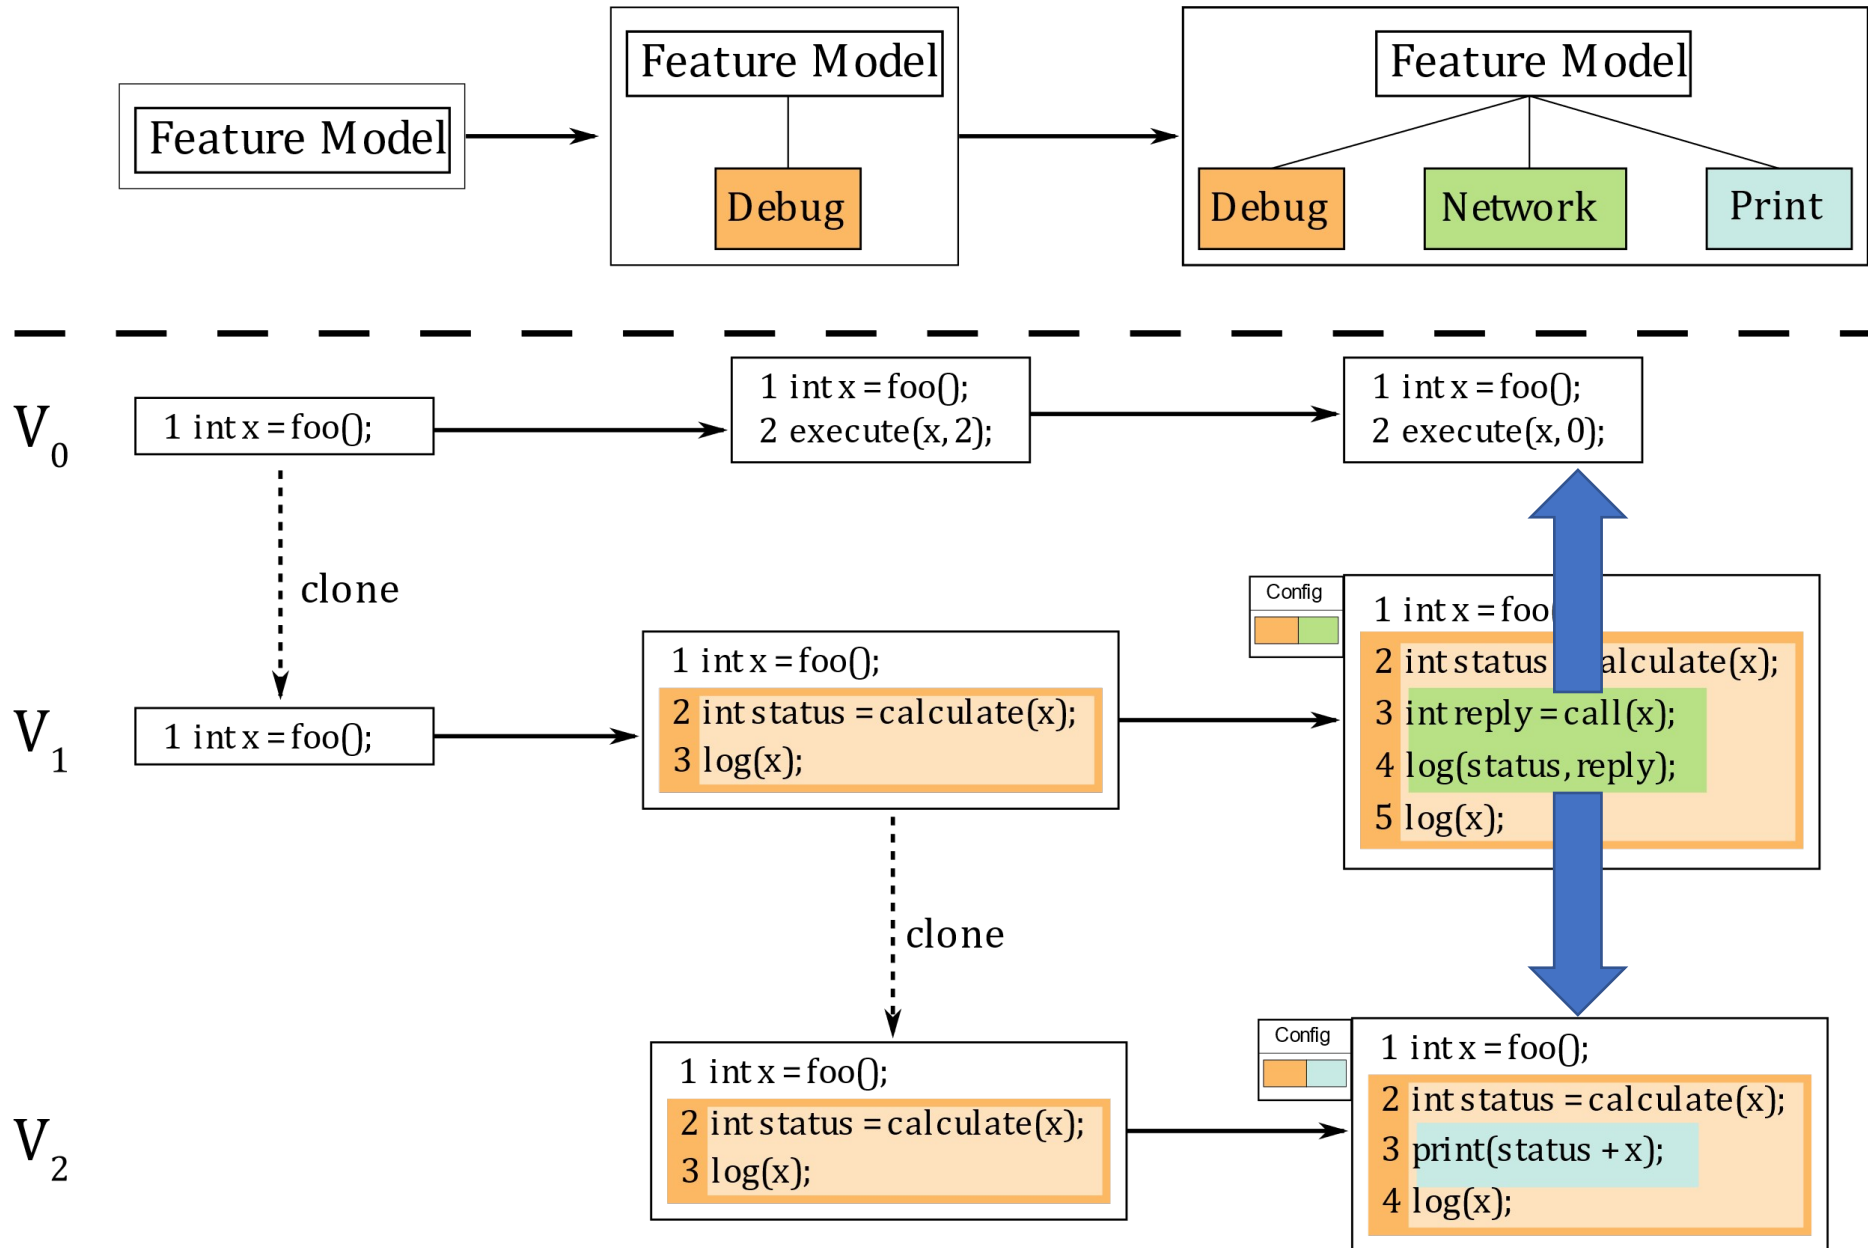 Feature Model
Debug
Feature Model
Feature Model
Debug
Network
Print
V0
1 int x = foo();
1 int x = foo();
2 execute(x, 2);
1 int x = foo();
2 execute(x, 0);
clone
V1
1 int x = foo();
1 int x = foo();
2 int status = calculate(x);
3 log(x);
Config
1 int x = foo
2 int status alculate(x);
3 int reply = call(x);
4 log(status, reply);
5 log(x);
clone
V2
1 int x = foo();
2 int status = calculate(x);
3 log(x);
Config
1 int x = foo();
2 int status = calculate(x);
3 print(status + x);
4 log(x);